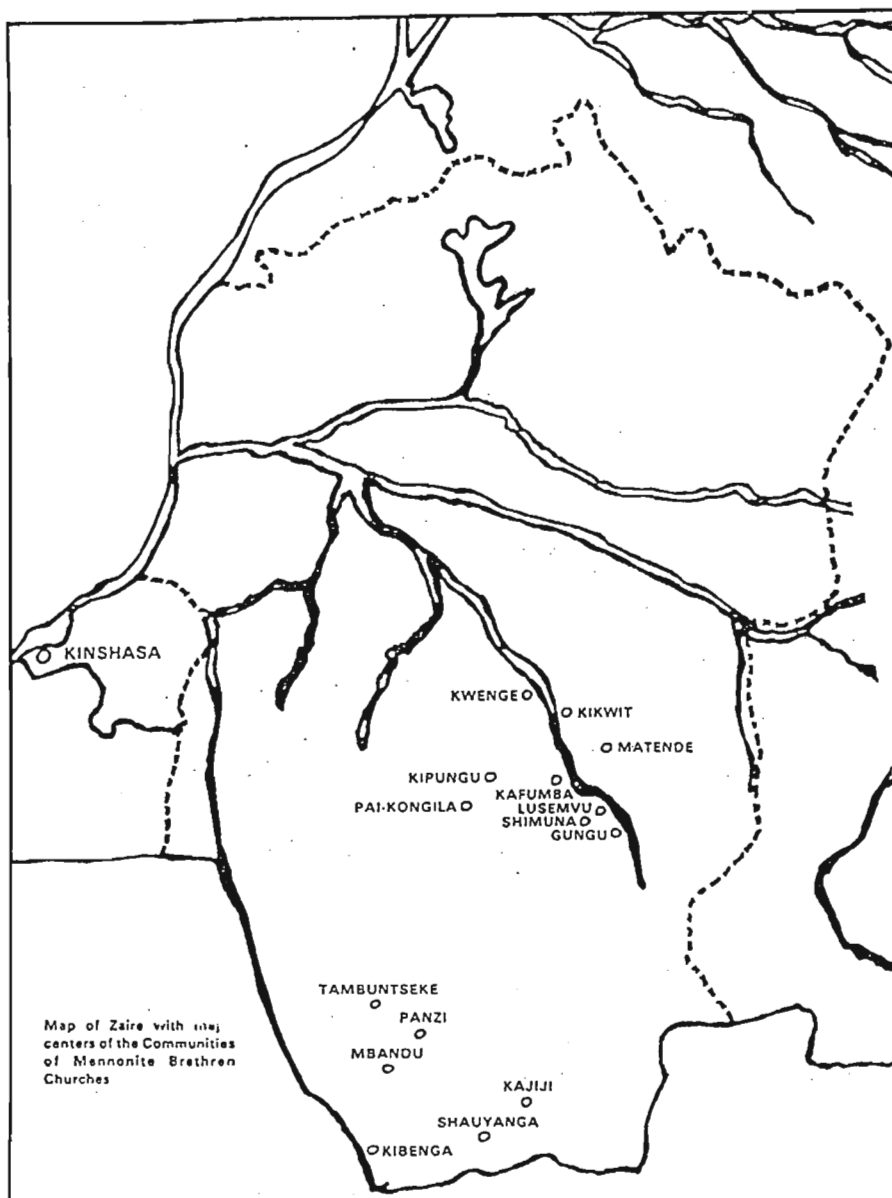 KINSHASA
KWENGE
KIKWIT
MATENDE
KIPUNGU
KAFUMBA
PAI-KONGILA
LUSEMVU
SHIMUNA
GUNGU
TAMBUNTSEKE
PANZI
MBANDU
KAJIJI
SHAUYANGA
KIBENGA
Map of Zaire with
centers of the Communities
of Mennonite Brethren
Churches